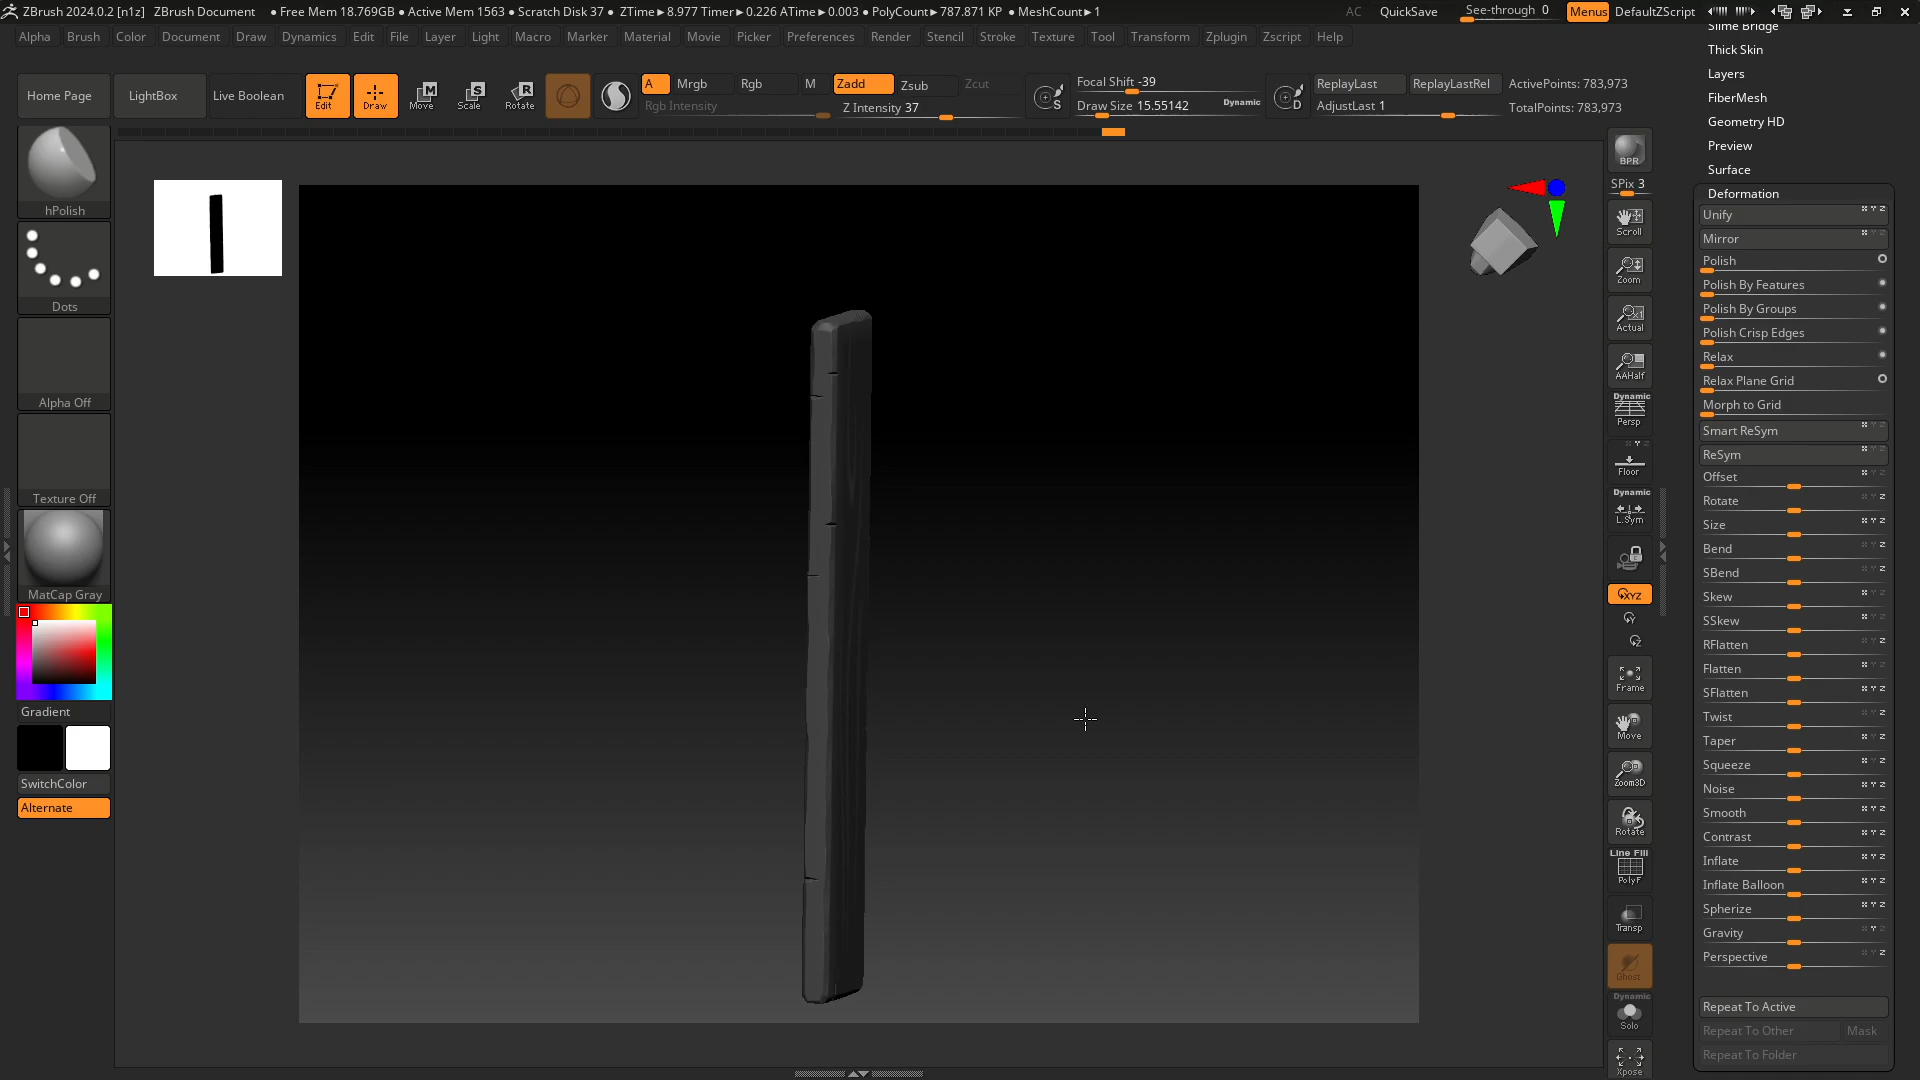 ZBrush 2024.0.2 [n1z] ZBrush Document ● Free Mem 18.769GB ● Active Mem 1563 ● Scratch Disk 37 ● ZTime▸8.977 Timer▸0.226 ATime▸0.003 ● PolyCount▸787.871 KP ● MeshCount▸1 AC QuickSave See-through 0 Menus DefaultZScript
Alpha Brush Color Document Draw Dynamics Edit File Layer Light Macro Marker Material Movie Picker Preferences Render Stencil Stroke Texture Tool Transform Zplugin Zscript Help
Home Page LightBox Live Boolean Edit Draw Move Scale Rotate A Mrgb Rgb M Zadd Zsub Zcut
Rgb Intensity Z Intensity 37
Focal Shift -39
Draw Size 15.55142 Dynamic
ReplayLast ReplayLastRel ActivePoints: 783,973
AdjustLast 1 TotalPoints: 783,973
hPolish
Dots
Alpha Off
Texture Off
MatCap Gray
Gradient
SwitchColor
Alternate
BPR
SPix 3
Scroll
Zoom
Actual
AAHalf
Dynamic
Persp
Floor
Dynamic
L.Sym
XYZ
Y
Z
Frame
Move
Zoom3D
Rotate
Line Fill
PolyF
Transp
Ghost
Dynamic
Solo
Xpose
Slime Bridge
Thick Skin
Layers
FiberMesh
Geometry HD
Preview
Surface
Deformation
Unify
Mirror
Polish
Polish By Features
Polish By Groups
Polish Crisp Edges
Relax
Relax Plane Grid
Morph to Grid
Smart ReSym
ReSym
Offset
Rotate
Size
Bend
SBend
Skew
SSkew
RFlatten
Flatten
SFlatten
Twist
Taper
Squeeze
Noise
Smooth
Contrast
Inflate
Inflate Balloon
Spherize
Gravity
Perspective
Repeat To Active
Repeat To Other Mask
Repeat To Folder